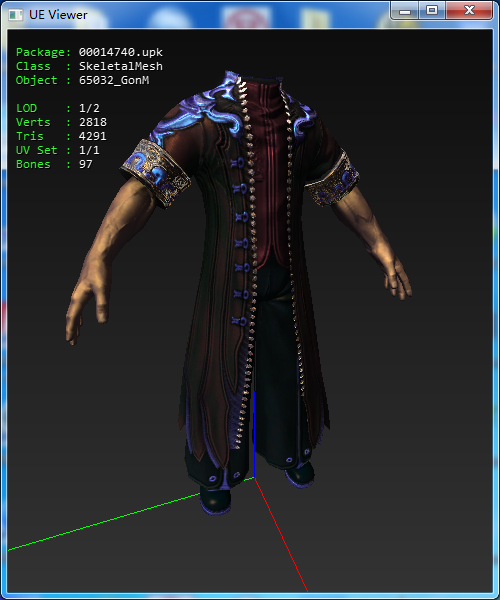 UE Viewer
Package: 00014740.upk
Class : SkeletalMesh
Object : 65032_GonM
LOD : 1/2
Verts : 2818
Tris : 4291
UV Set : 1/1
Bones : 97